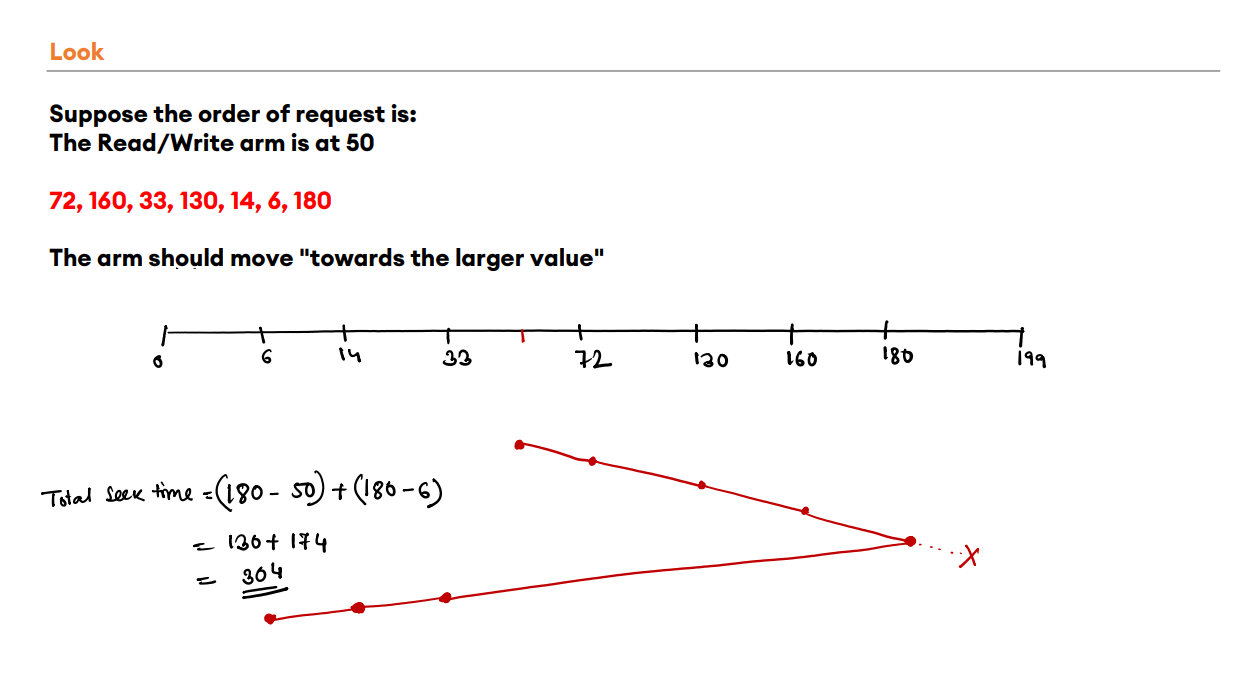 Look
Suppose the order of request is:
The Read/Write arm is at 50
72, 160, 33, 130, 14, 6, 180
The arm should move "towards the larger value"
0 6 14 33 72 130 160 180 199
Total seek time = (180 - 50) + (180 - 6)
= 130 + 174
= 304
X